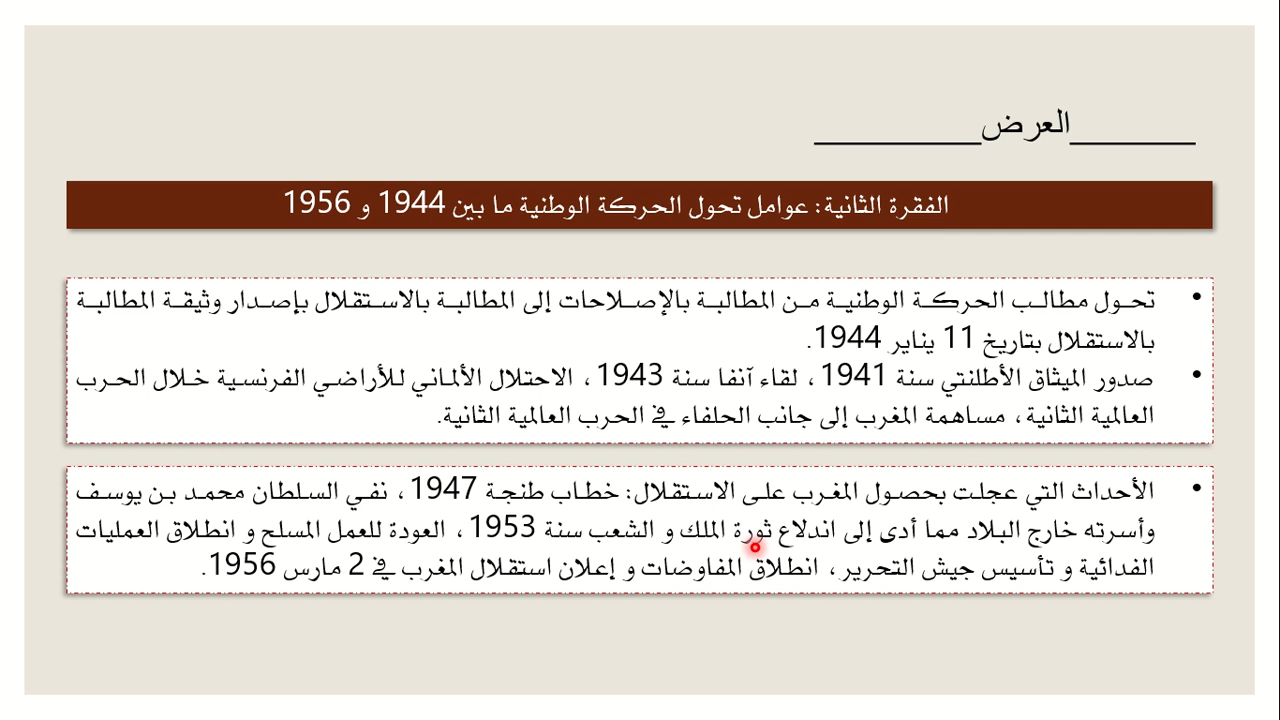 العرض
الفقرة الثانية: عوامل تحول الحركة الوطنية ما بين 1944 و 1956
• تحول مطالب الحركة الوطنية من المطالبة بالإصلاحات إلى المطالبة بالاستقلال بإصدار وثيقة المطالبة
بالاستقلال بتاريخ 11 يناير 1944.
• صدور الميثاق الأطلنتي سنة 1941، لقاء آنفا سنة 1943، الاحتلال الألماني للأراضي الفرنسية خلال الحرب
العالمية الثانية، مساهمة المغرب إلى جانب الحلفاء في الحرب العالمية الثانية.
• الأحداث التي عجلت بحصول المغرب على الاستقلال: خطاب طنجة 1947، نفي السلطان محمد بن يوسف
وأسرته خارج البلاد مما أدى إلى اندلاع ثورة الملك و الشعب سنة 1953، العودة للعمل المسلح و انطلاق العمليات
الفدائية و تأسيس جيش التحرير، انطلاق المفاوضات و إعلان استقلال المغرب في 2 مارس 1956.